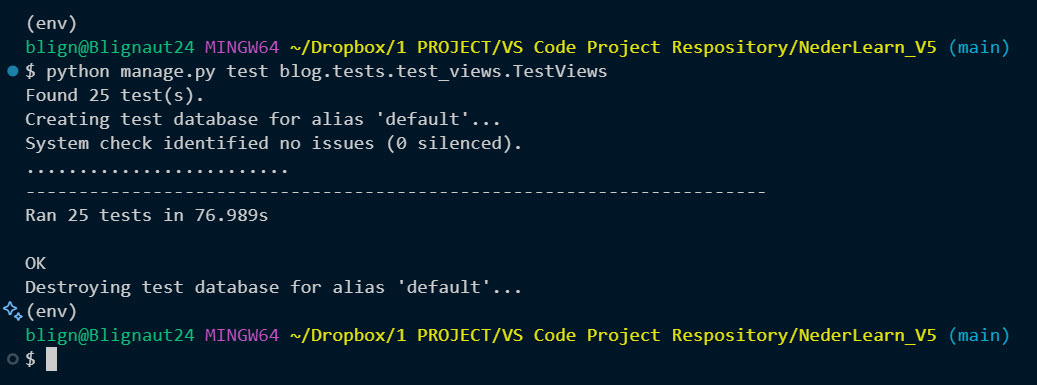 (env)
blign@Blignaut24 MINGW64 ~/Dropbox/1 PROJECT/VS Code Project Respository/NederLearn_V5 (main)
$ python manage.py test blog.tests.test_views.TestViews
Found 25 test(s).
Creating test database for alias 'default'...
System check identified no issues (0 silenced).
.........................
----------------------------------------------------------------------
Ran 25 tests in 76.989s

OK
Destroying test database for alias 'default'...
(env)
blign@Blignaut24 MINGW64 ~/Dropbox/1 PROJECT/VS Code Project Respository/NederLearn_V5 (main)
$